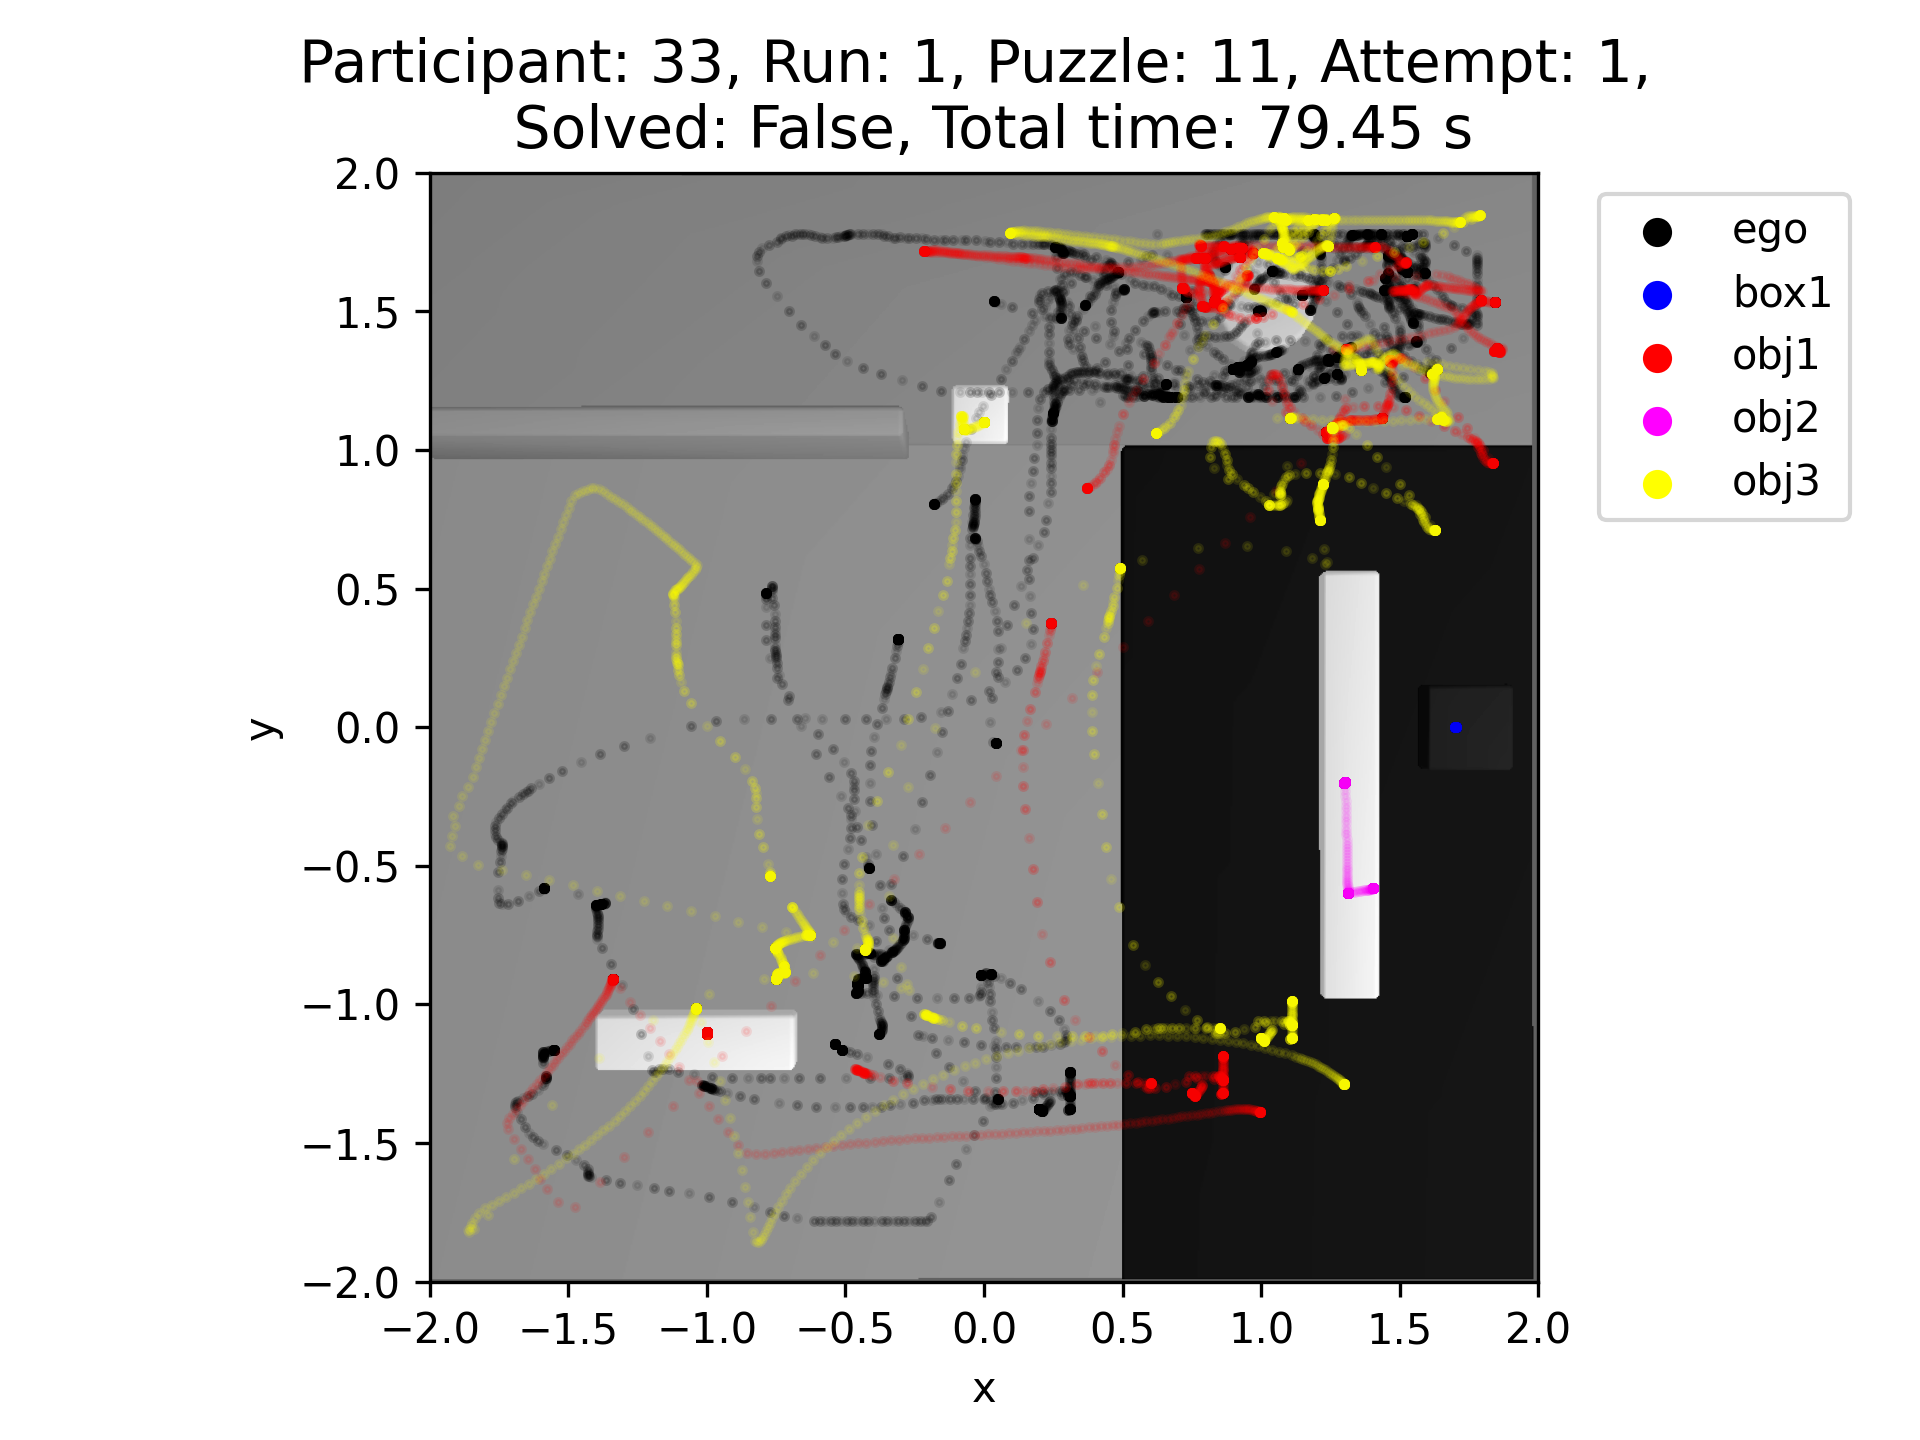 Participant: 33, Run: 1, Puzzle: 11, Attempt: 1,
Solved: False, Total time: 79.45 s
2.0
1.5
1.0
0.5
0.0
−0.5
−1.0
−1.5
−2.0
y
−2.0 −1.5 −1.0 −0.5 0.0 0.5 1.0 1.5 2.0
x
ego
box1
obj1
obj2
obj3